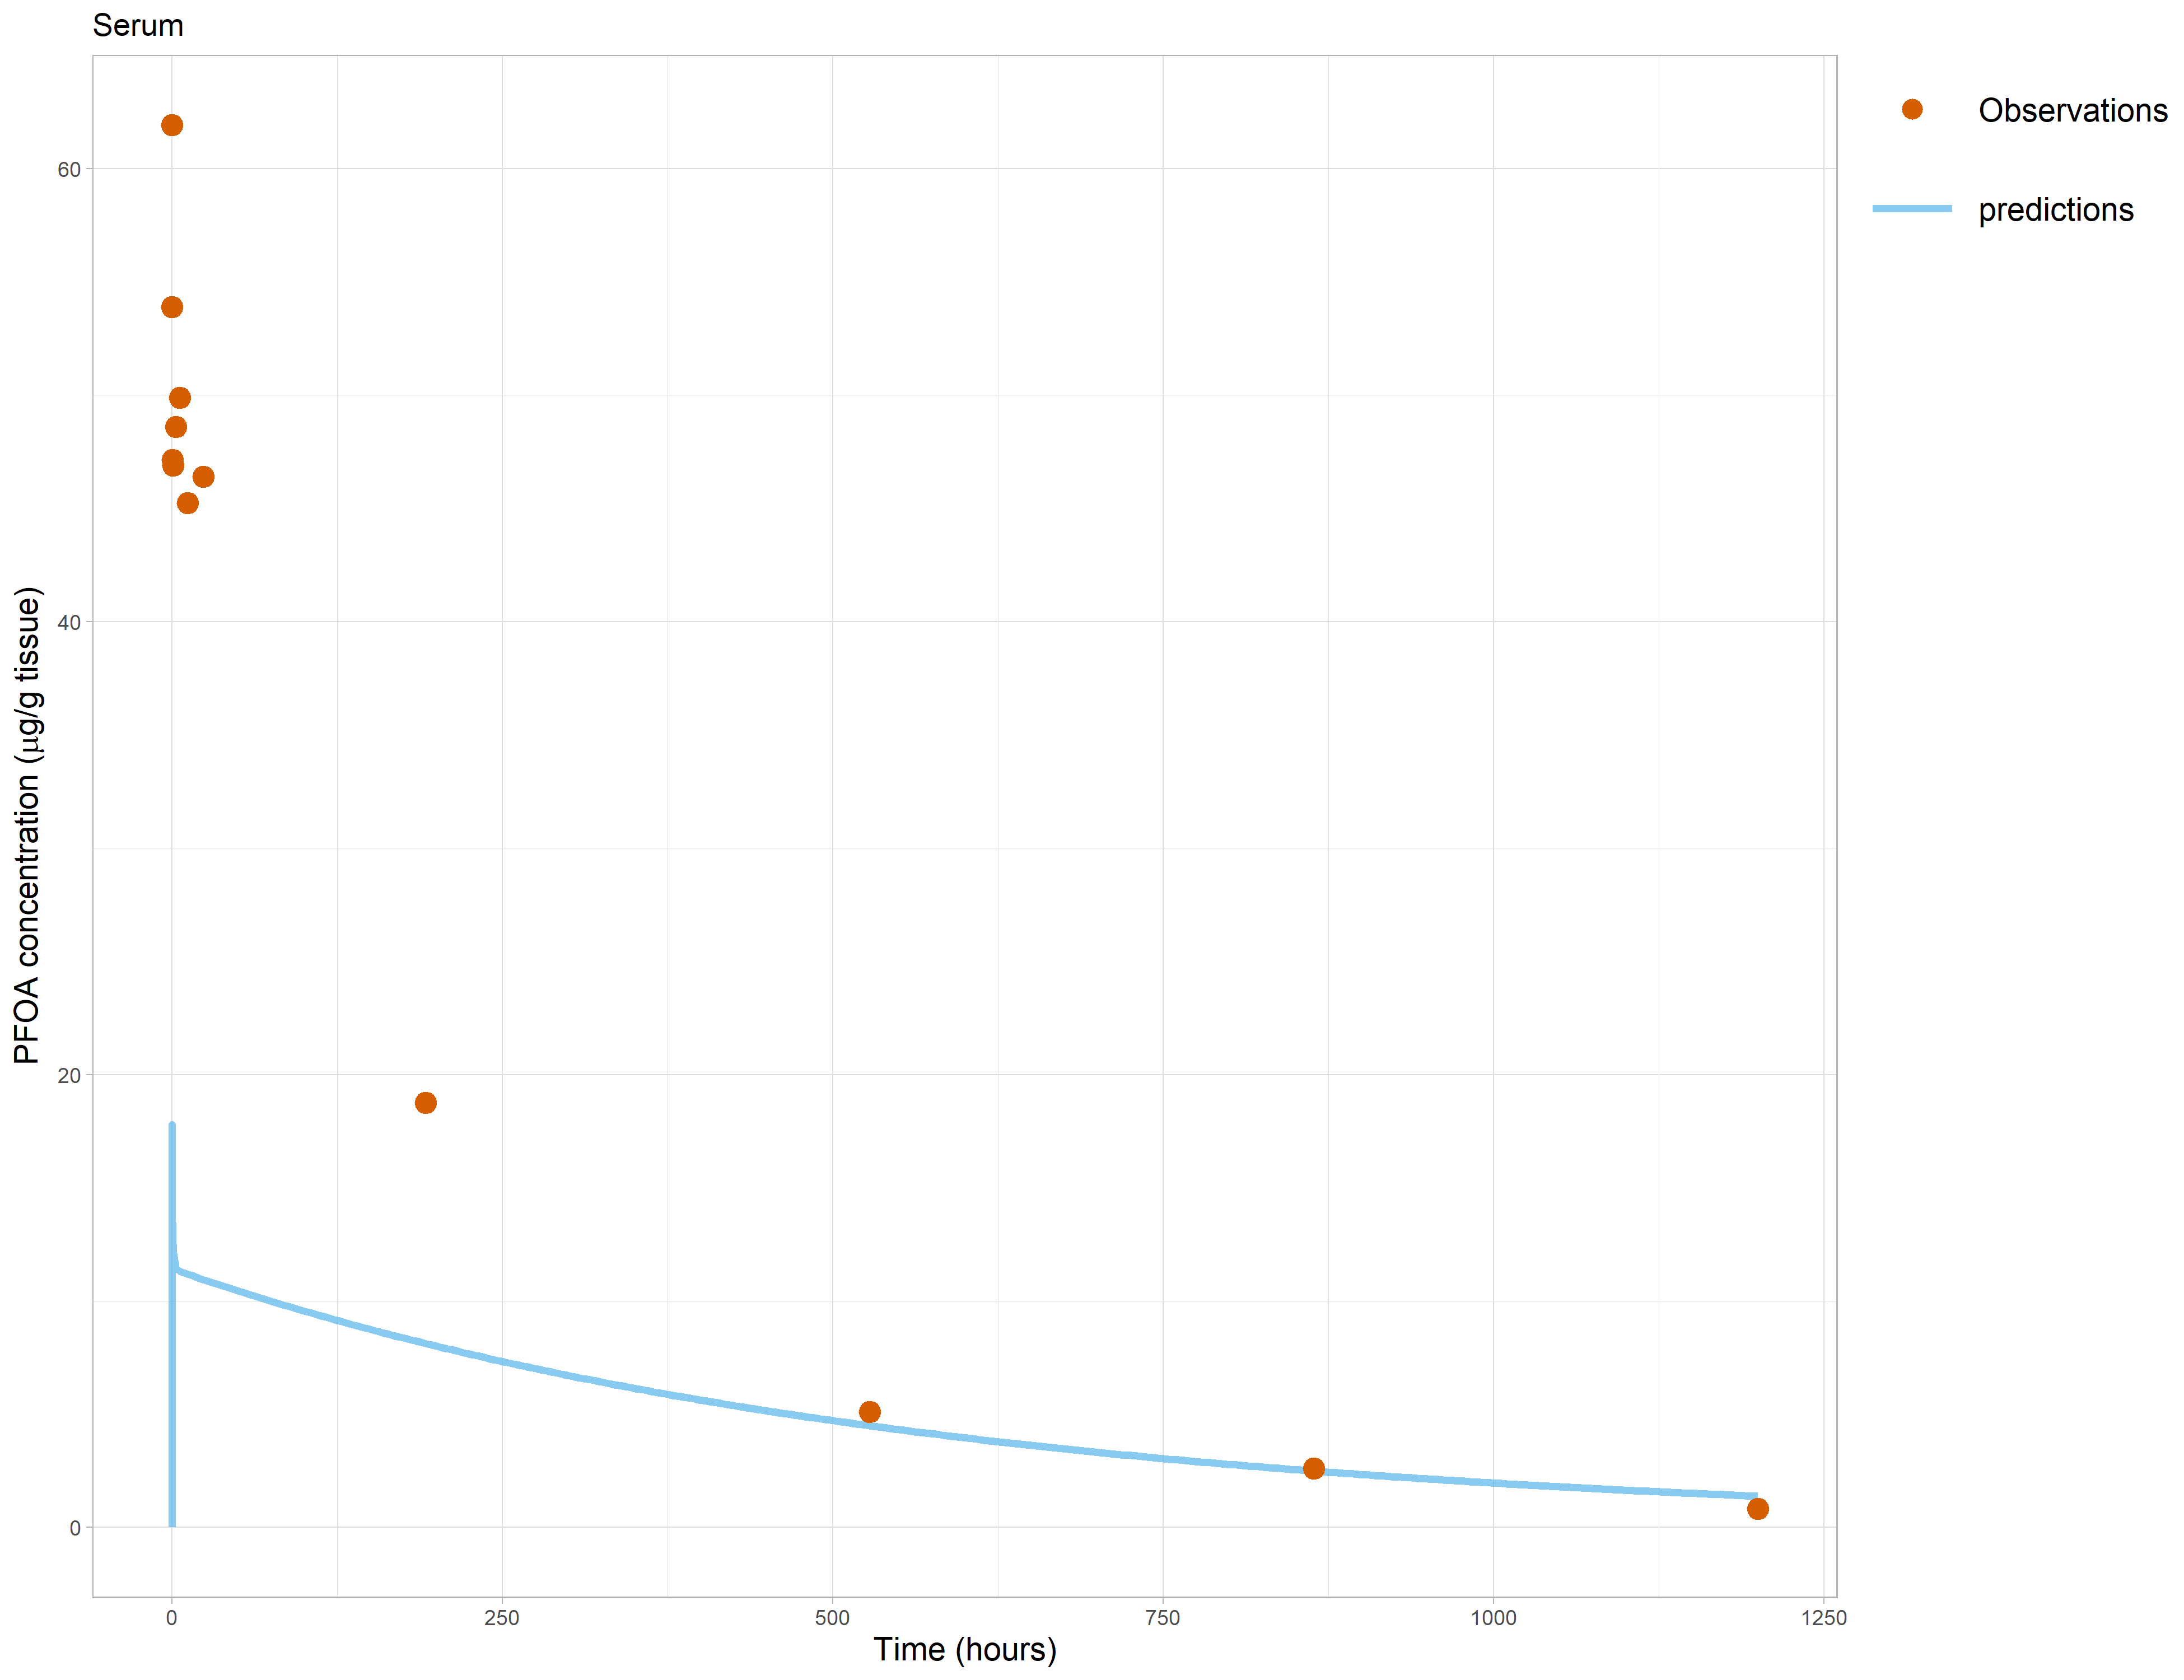 Serum
Observations
predictions
PFOA concentration (μg/g tissue)
60
40
20
0
0
250
500
750
1000
1250
Time (hours)